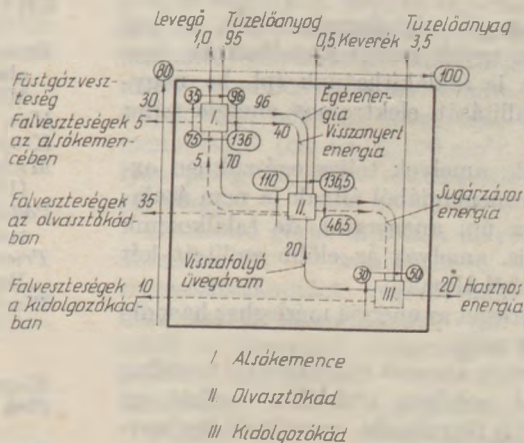 Levegő Tüzelőanyag Tüzelőanyag
1,0 95 0,5 Keverék 3,5
80 100
Füstgázvesz-
teség
30
Falveszteségek 5
az alsókemen-
cében
35 96
I.
96
40
75 136
5 70
Égésener-
gia
Visszanyert
energia
110 136,5
II.
46,5
Falveszteségek 35
az olvasztókád-
ban
Sugárzásos
energia
20
Visszafolyó
üvegáram
30 50
III.
Falveszteségek 10
a kidolgozókád-
ban
20* Hasznos
energia
I Alsókemence
II Olvasztókád
III Kidolgozókád